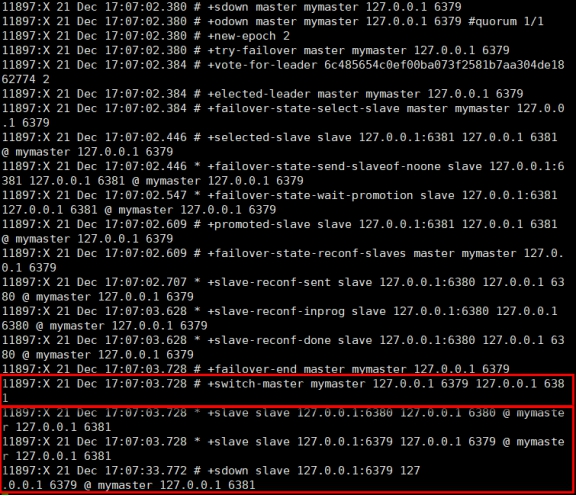 11897:X 21 Dec 17:07:02.380 # +sdown master mymaster 127.0.0.1 6379
11897:X 21 Dec 17:07:02.380 # +odown master mymaster 127.0.0.1 6379 #quorum 1/1
11897:X 21 Dec 17:07:02.380 # +new-epoch 2
11897:X 21 Dec 17:07:02.380 # +try-failover master mymaster 127.0.0.1 6379
11897:X 21 Dec 17:07:02.384 # +vote-for-leader 6c485654c0ef00ba073f2581b7aa304de18
62774 2
11897:X 21 Dec 17:07:02.384 # +elected-leader master mymaster 127.0.0.1 6379
11897:X 21 Dec 17:07:02.384 # +failover-state-select-slave master mymaster 127.0.0
.1 6379
11897:X 21 Dec 17:07:02.446 # +selected-slave slave 127.0.0.1:6381 127.0.0.1 6381
@ mymaster 127.0.0.1 6379
11897:X 21 Dec 17:07:02.446 * +failover-state-send-slaveof-noone slave 127.0.0.1:6
381 127.0.0.1 6381 @ mymaster 127.0.0.1 6379
11897:X 21 Dec 17:07:02.547 * +failover-state-wait-promotion slave 127.0.0.1:6381
127.0.0.1 6381 @ mymaster 127.0.0.1 6379
11897:X 21 Dec 17:07:02.609 # +promoted-slave slave 127.0.0.1:6381 127.0.0.1 6381
@ mymaster 127.0.0.1 6379
11897:X 21 Dec 17:07:02.609 # +failover-state-reconf-slaves master mymaster 127.0.
0.1 6379
11897:X 21 Dec 17:07:02.707 * +slave-reconf-sent slave 127.0.0.1:6380 127.0.0.1 63
80 @ mymaster 127.0.0.1 6379
11897:X 21 Dec 17:07:03.628 * +slave-reconf-inprog slave 127.0.0.1:6380 127.0.0.1
6380 @ mymaster 127.0.0.1 6379
11897:X 21 Dec 17:07:03.628 * +slave-reconf-done slave 127.0.0.1:6380 127.0.0.1 63
80 @ mymaster 127.0.0.1 6379
11897:X 21 Dec 17:07:03.728 # +failover-end master mymaster 127.0.0.1 6379
11897:X 21 Dec 17:07:03.728 # +switch-master mymaster 127.0.0.1 6379 127.0.0.1 638
1
11897:X 21 Dec 17:07:03.728 * +slave slave 127.0.0.1:6380 127.0.0.1 6380 @ mymaste
r 127.0.0.1 6381
11897:X 21 Dec 17:07:03.728 * +slave slave 127.0.0.1:6379 127.0.0.1 6379 @ mymaste
r 127.0.0.1 6381
11897:X 21 Dec 17:07:33.772 # +sdown slave 127.0.0.1:6379 127
.0.0.1 6379 @ mymaster 127.0.0.1 6381